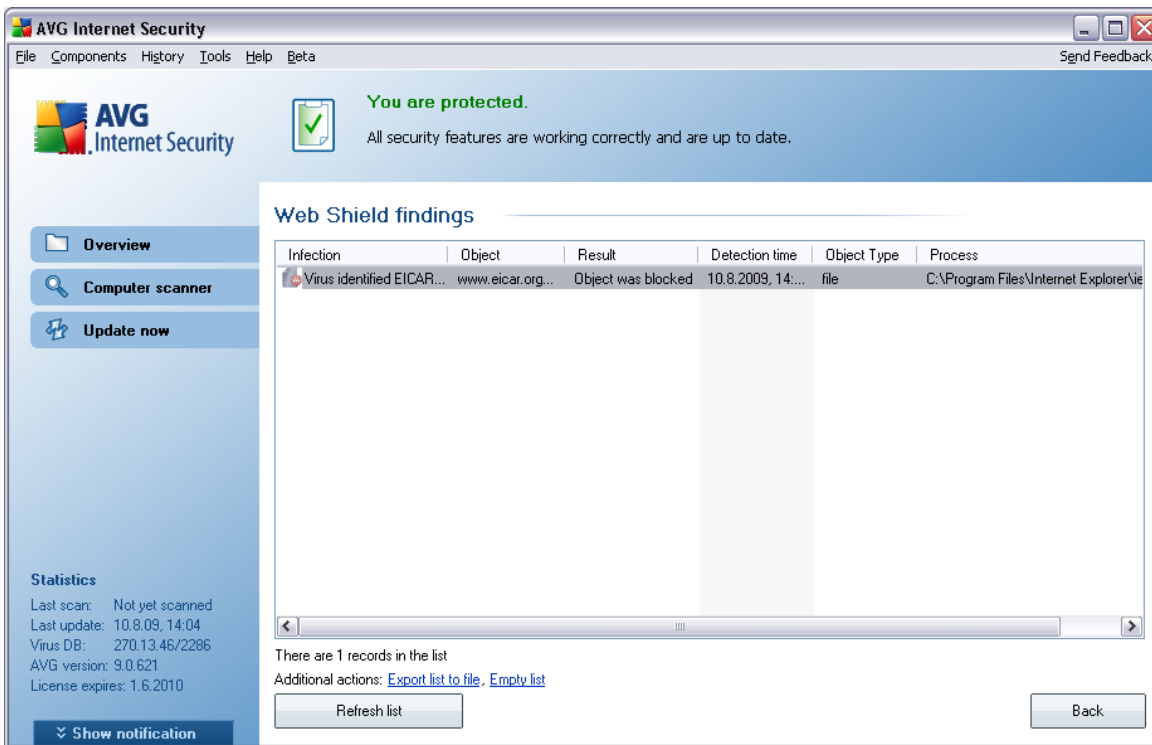 AVG Internet Security
File Components History Tools Help Beta Send Feedback
AVG
Internet Security
You are protected.
All security features are working correctly and are up to date.
Overview
Computer scanner
Update now
Web Shield findings
Infection Object Result Detection time Object Type Process
Virus identified EICAR... www.eicar.org... Object was blocked 10.8.2009, 14:... file C:\Program Files\Internet Explorer\ie
Statistics
Last scan: Not yet scanned
Last update: 10.8.09, 14:04
Virus DB: 270.13.46/2286
AVG version: 9.0.621
License expires: 1.6.2010
Show notification
There are 1 records in the list
Additional actions: Export list to file, Empty list
Refresh list
Back